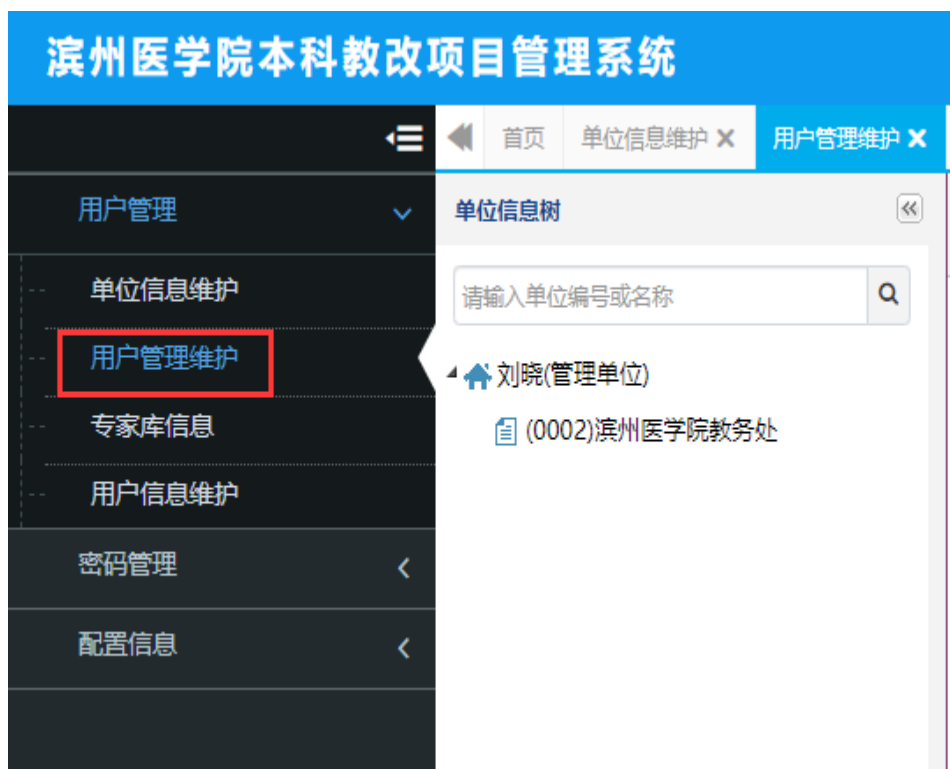 滨州医学院本科教改项目管理系统
首页 单位信息维护 用户管理维护
用户管理
单位信息树
单位信息维护
请输入单位编号或名称
用户管理维护
刘晓(管理单位)
专家库信息
(0002)滨州医学院教务处
用户信息维护
密码管理
配置信息